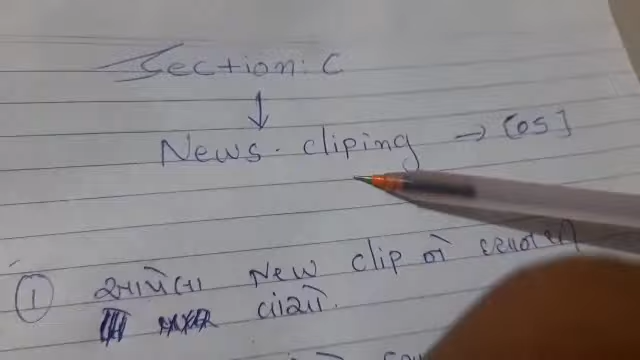 Section: C
News. cliping → [05]
① આપેલા New clip નો
વાંચો.